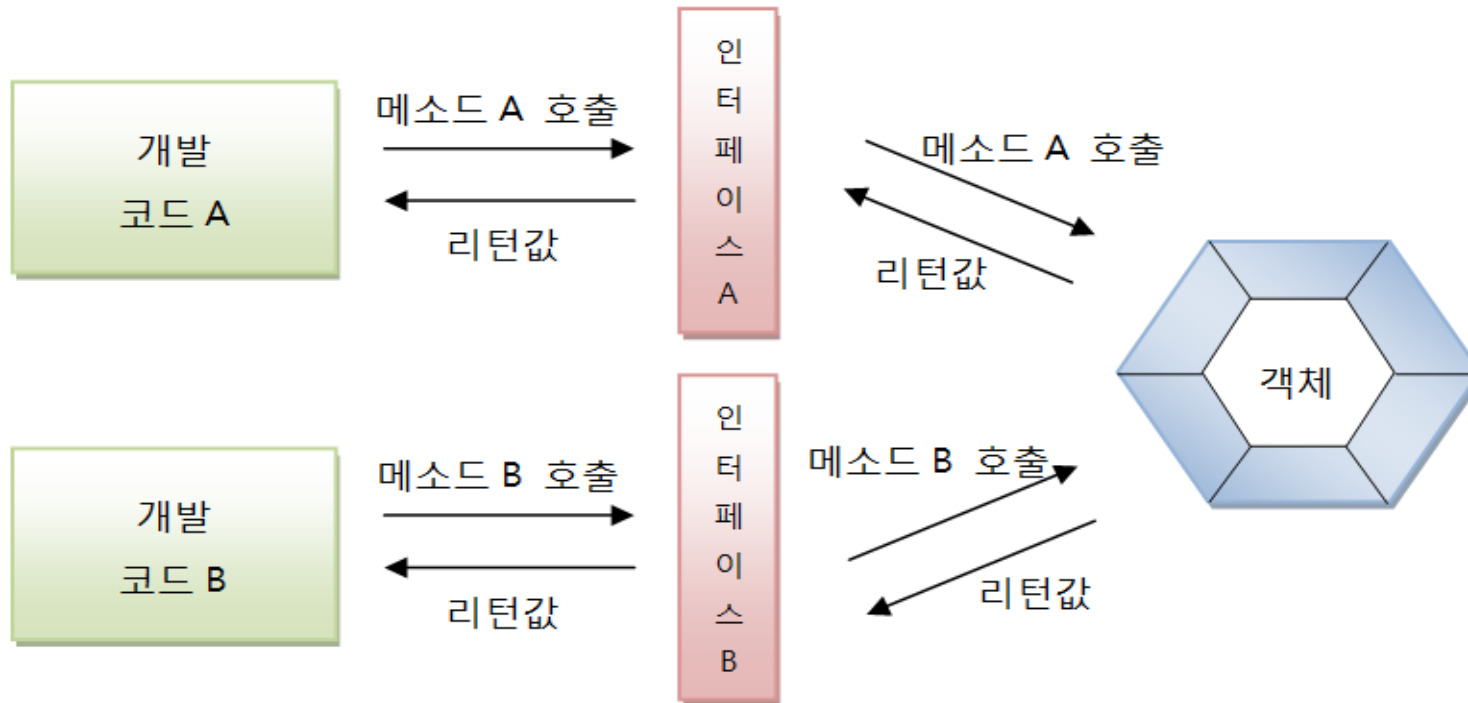 개발
코드 A
메소드 A 호출
리턴값
인
터
페
이
스
A
메소드 A 호출
리턴값
객체
개발
코드 B
메소드 B 호출
리턴값
인
터
페
이
스
B
메소드 B 호출
리턴값